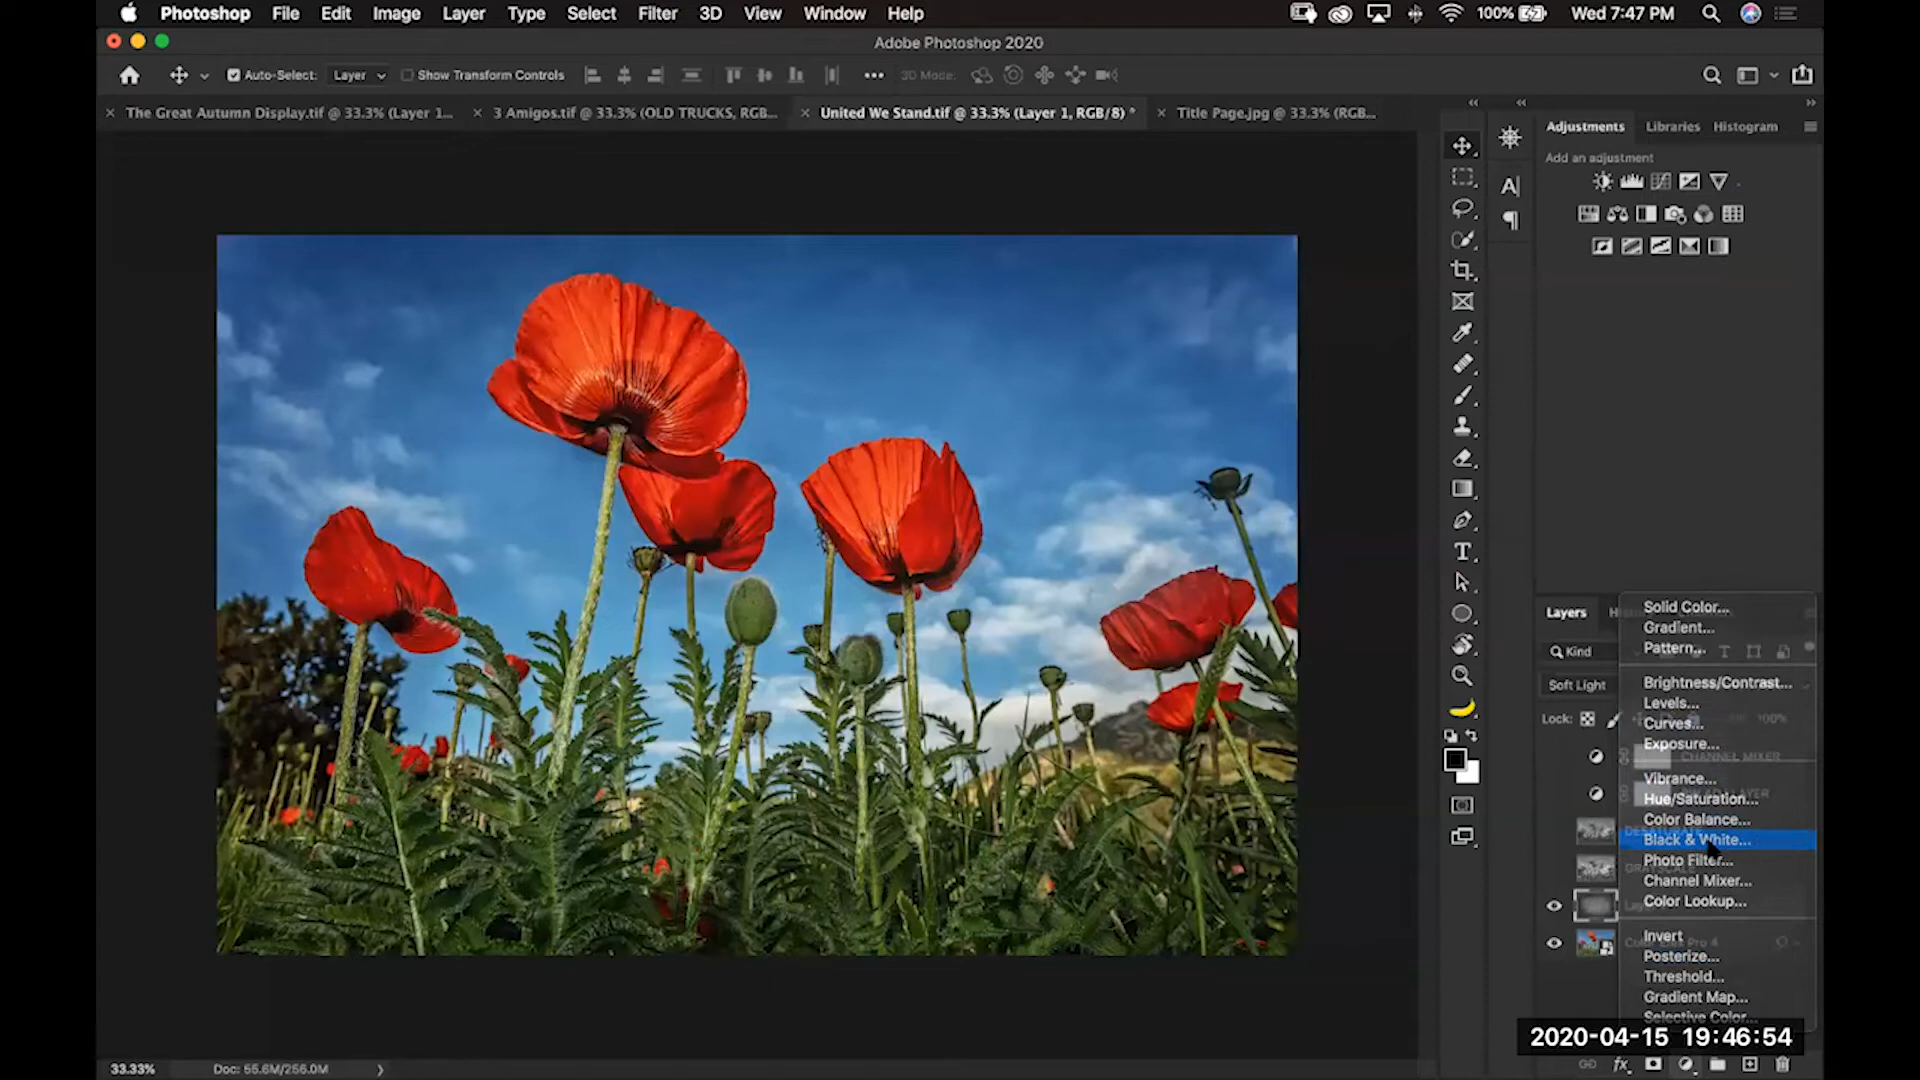 Photoshop File Edit Image Layer Type Select Filter 3D View Window Help 100% Wed 7:47 PM
Adobe Photoshop 2020
Auto-Select: Layer Show Transform Controls 3D Mode:
The Great Autumn Display.tif @ 33.3% (Layer 1... 3 Amigos.tif @ 33.3% (OLD TRUCKS, RGB... United We Stand.tif @ 33.3% (Layer 1, RGB/8) * Title Page.jpg @ 33.3% (RGB...
Adjustments Libraries Histogram
Add an adjustment
Layers
Kind
Soft Light
Lock: 100%
CHANNEL MIXER
Solid Color...
Gradient...
Pattern...
Brightness/Contrast...
Levels...
Curves...
Exposure...
Vibrance...
Hue/Saturation...
Color Balance...
Black & White...
Photo Filter...
Channel Mixer...
Color Lookup...
Invert
Posterize...
Threshold...
Gradient Map...
Selective Color...
2020-04-15 19:46:54
33.33% Doc: 55.6M/256.0M